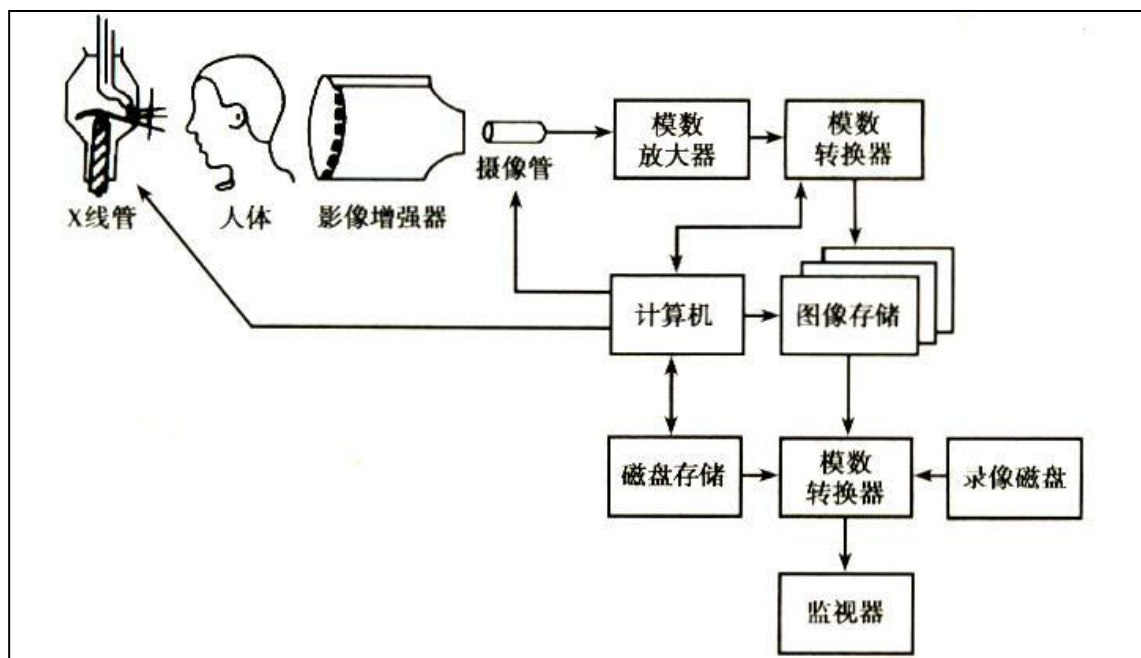 模数
放大器
模数
转换器
摄像管
X线管
人体
影像增强器
计算机
图像存储
磁盘存储
模数
转换器
录像磁盘
监视器